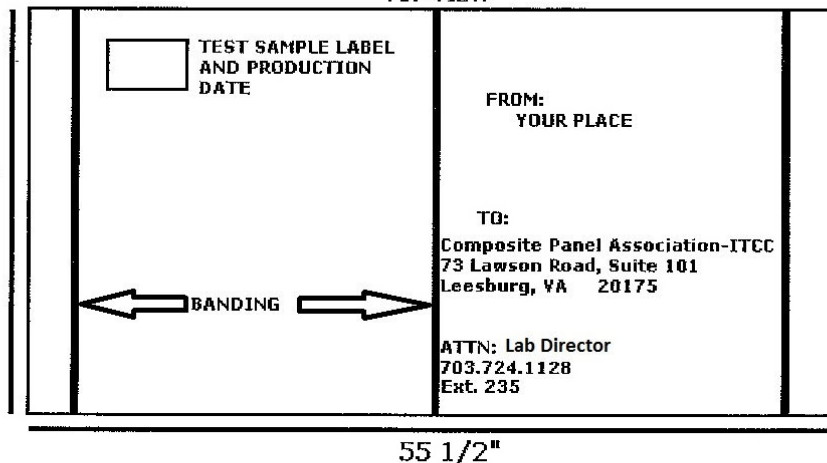 TEST SAMPLE LABEL
AND PRODUCTION
DATE
FROM:
YOUR PLACE
TO:
Composite Panel Association-ITCC
73 Lawson Road, Suite 101
Leesburg, VA 20175
BANDING
ATTN: Lab Director
703.724.1128
Ext. 235
55 1/2"